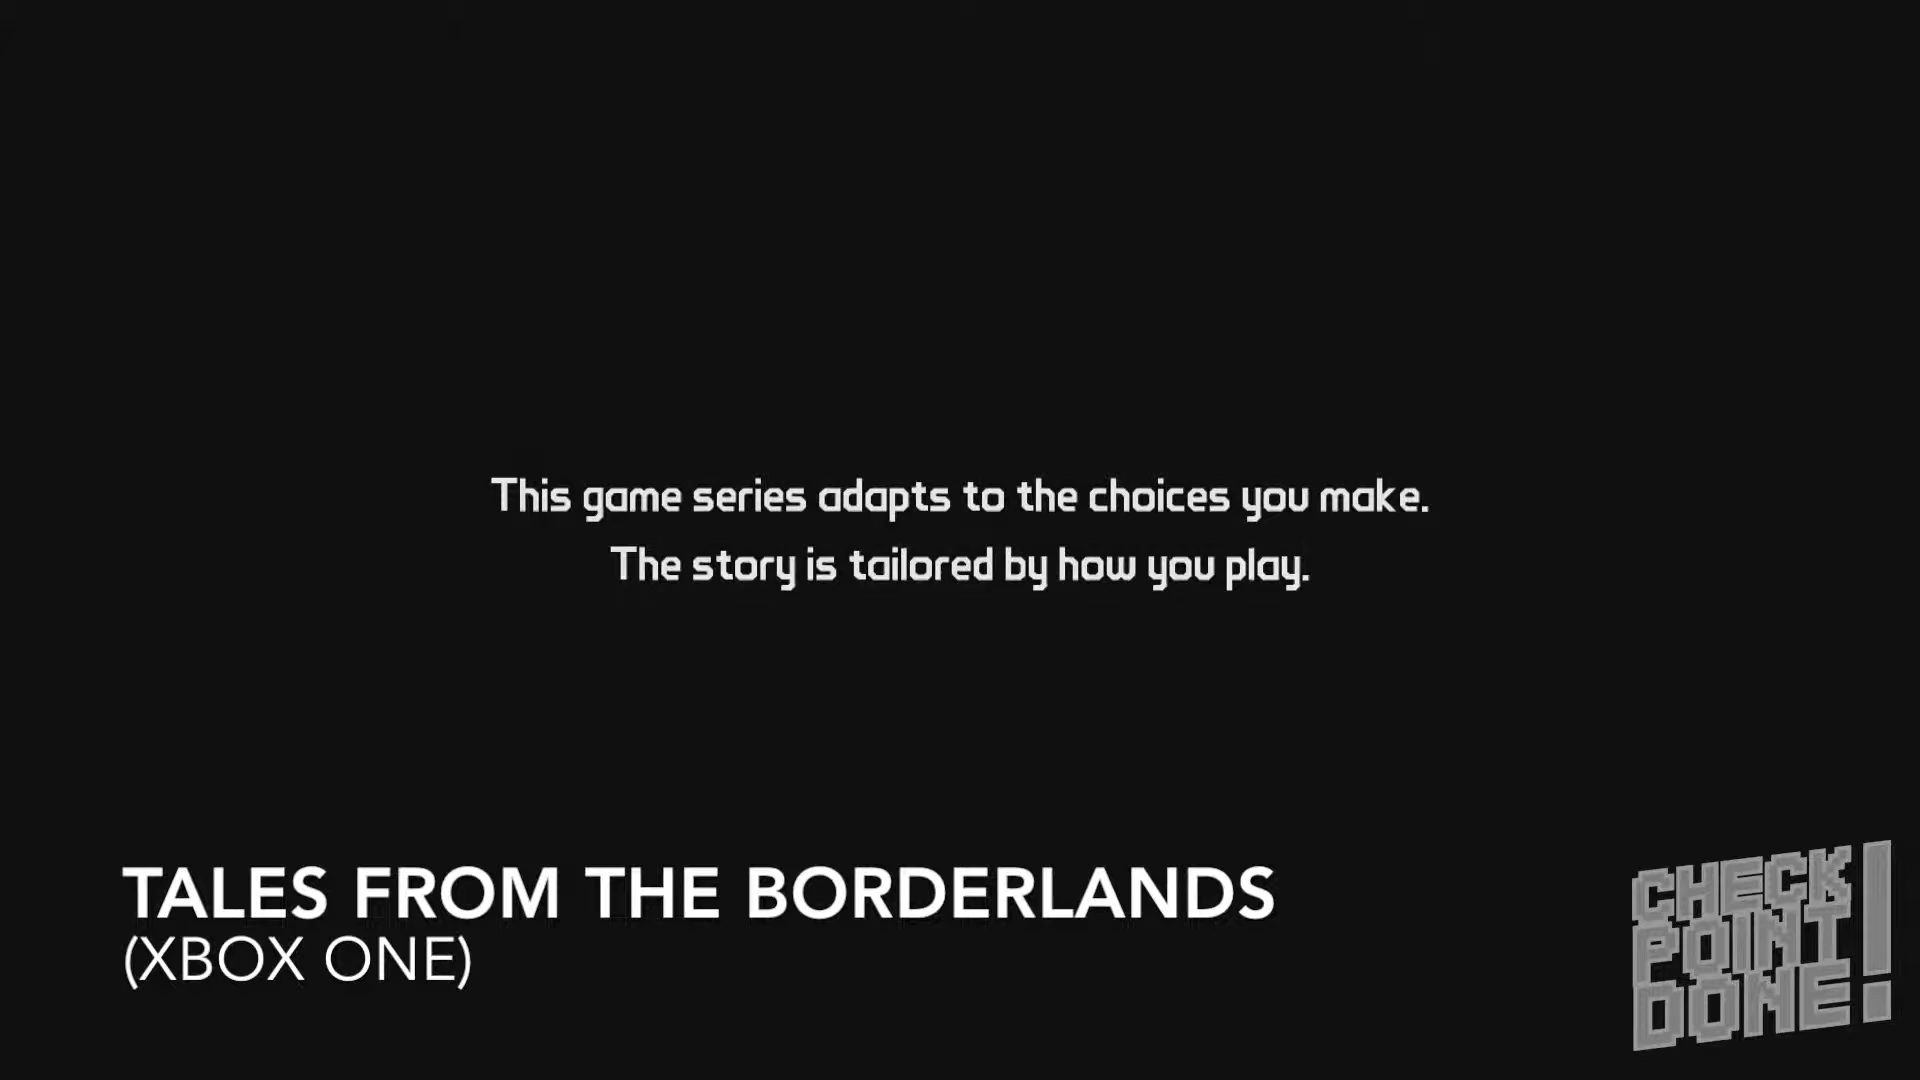 This game series adapts to the choices you make.
The story is tailored by how you play.
TALES FROM THE BORDERLANDS
(XBOX ONE)
CHECK
POINT
DONE!